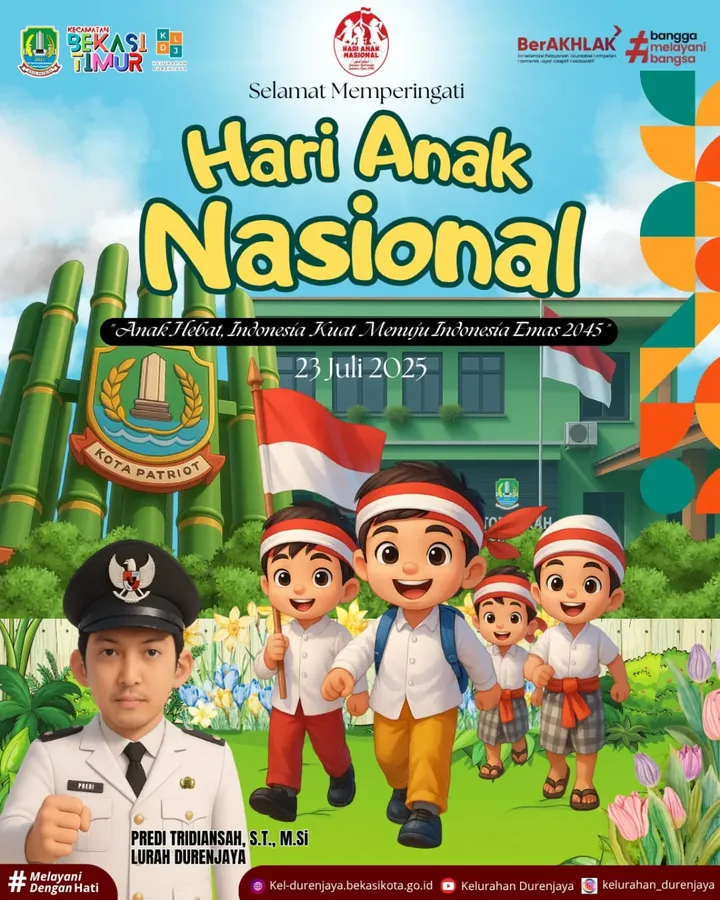 KECAMATAN
BEKASI
TIMUR
K L
D J
KELURAHAN
DURENJAYA
HARI ANAK
NASIONAL
BerAKHLAK
#bangga
melayani
bangsa
Selamat Memperingati
Hari Anak
Nasional
"Anak Hebat, Indonesia Kuat Menuju Indonesia Emas 2045"
23 Juli 2025
KOTA PATRIOT
PREDI
PREDI TRIDIANSAH, S.T., M.Si
LURAH DURENJAYA
#Melayani
Dengan Hati
Kel-durenjaya.bekasikota.go.id
Kelurahan Durenjaya
kelurahan_durenjaya